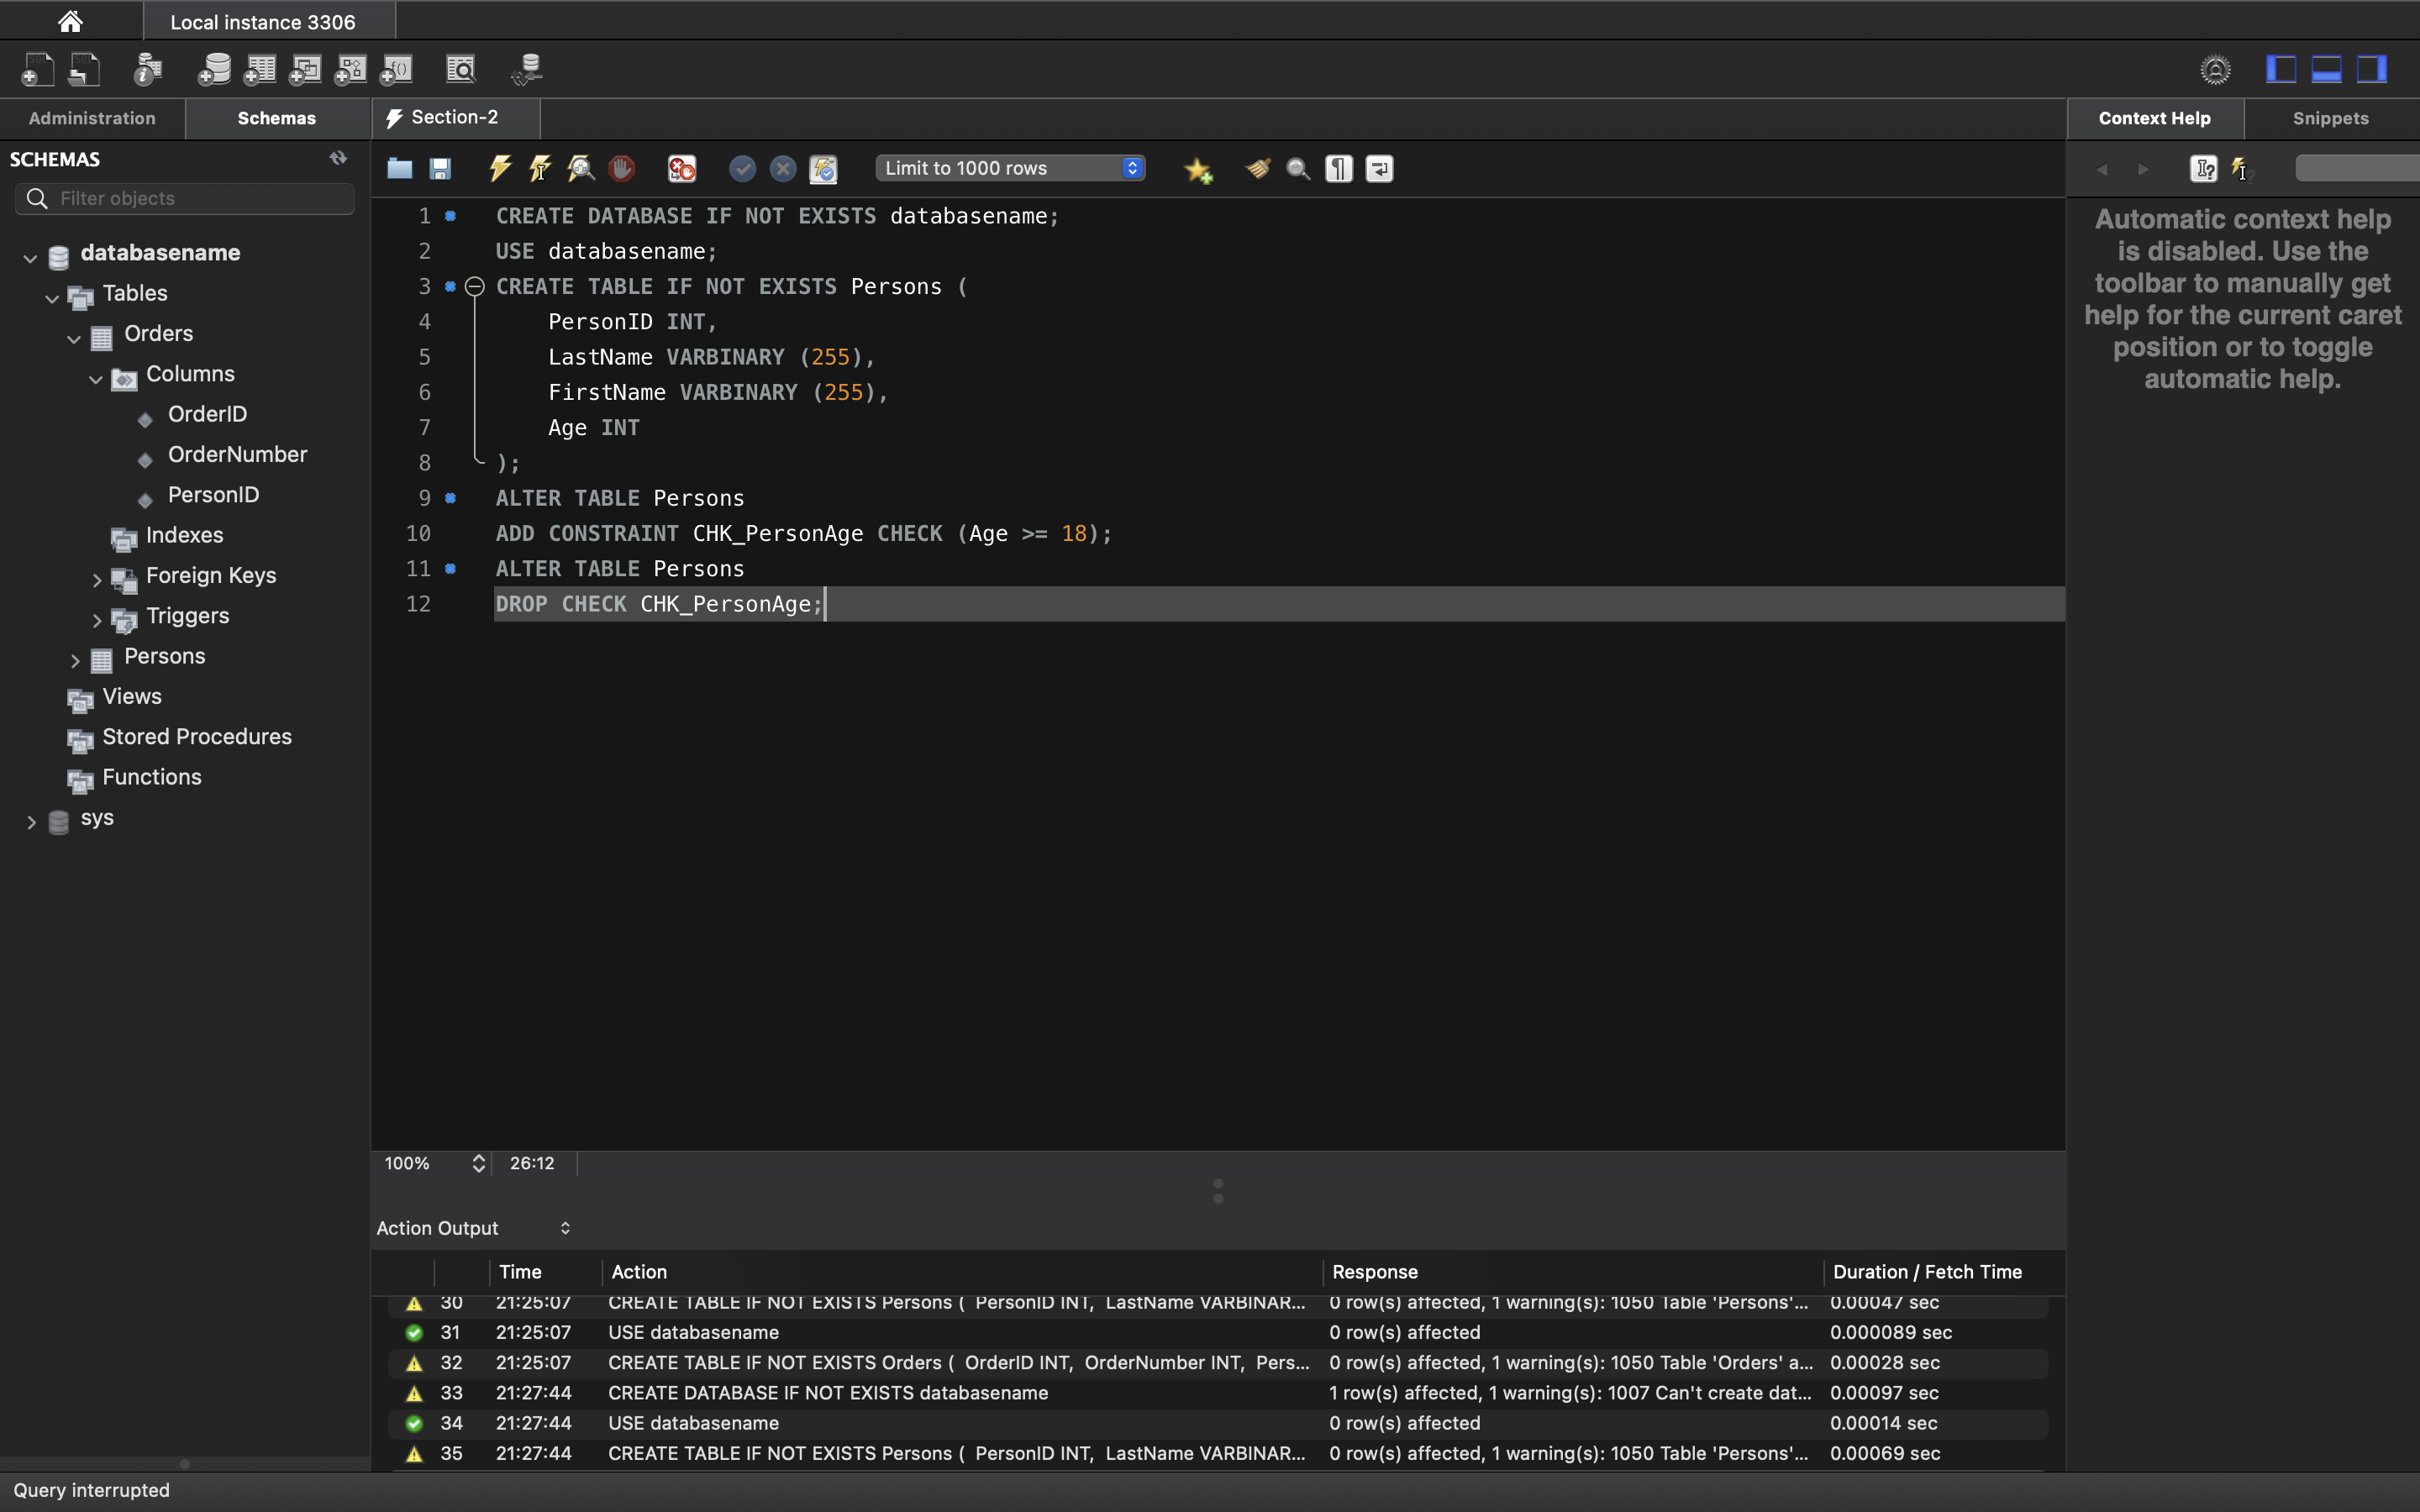 Local instance 3306
Administration
Schemas
Section-2
Context Help
Snippets
SCHEMAS
Filter objects
Limit to 1000 rows
databasename
Tables
Orders
Columns
OrderID
OrderNumber
PersonID
Indexes
Foreign Keys
Triggers
Persons
Views
Stored Procedures
Functions
sys
1 CREATE DATABASE IF NOT EXISTS databasename;
2 USE databasename;
3 CREATE TABLE IF NOT EXISTS Persons (
4 PersonID INT,
5 LastName VARBINARY (255),
6 FirstName VARBINARY (255),
7 Age INT
8 );
9 ALTER TABLE Persons
10 ADD CONSTRAINT CHK_PersonAge CHECK (Age >= 18);
11 ALTER TABLE Persons
12 DROP CHECK CHK_PersonAge;
Automatic context help
is disabled. Use the
toolbar to manually get
help for the current caret
position or to toggle
automatic help.
100% 26:12
Action Output
Time Action Response Duration / Fetch Time
30 21:25:07 CREATE TABLE IF NOT EXISTS Persons ( PersonID INT, LastName VARBINAR... 0 row(s) affected, 1 warning(s): 1050 Table 'Persons'... 0.00047 sec
31 21:25:07 USE databasename 0 row(s) affected 0.000089 sec
32 21:25:07 CREATE TABLE IF NOT EXISTS Orders ( OrderID INT, OrderNumber INT, Pers... 0 row(s) affected, 1 warning(s): 1050 Table 'Orders' a... 0.00028 sec
33 21:27:44 CREATE DATABASE IF NOT EXISTS databasename 1 row(s) affected, 1 warning(s): 1007 Can't create dat... 0.00097 sec
34 21:27:44 USE databasename 0 row(s) affected 0.00014 sec
35 21:27:44 CREATE TABLE IF NOT EXISTS Persons ( PersonID INT, LastName VARBINAR... 0 row(s) affected, 1 warning(s): 1050 Table 'Persons'... 0.00069 sec
Query interrupted